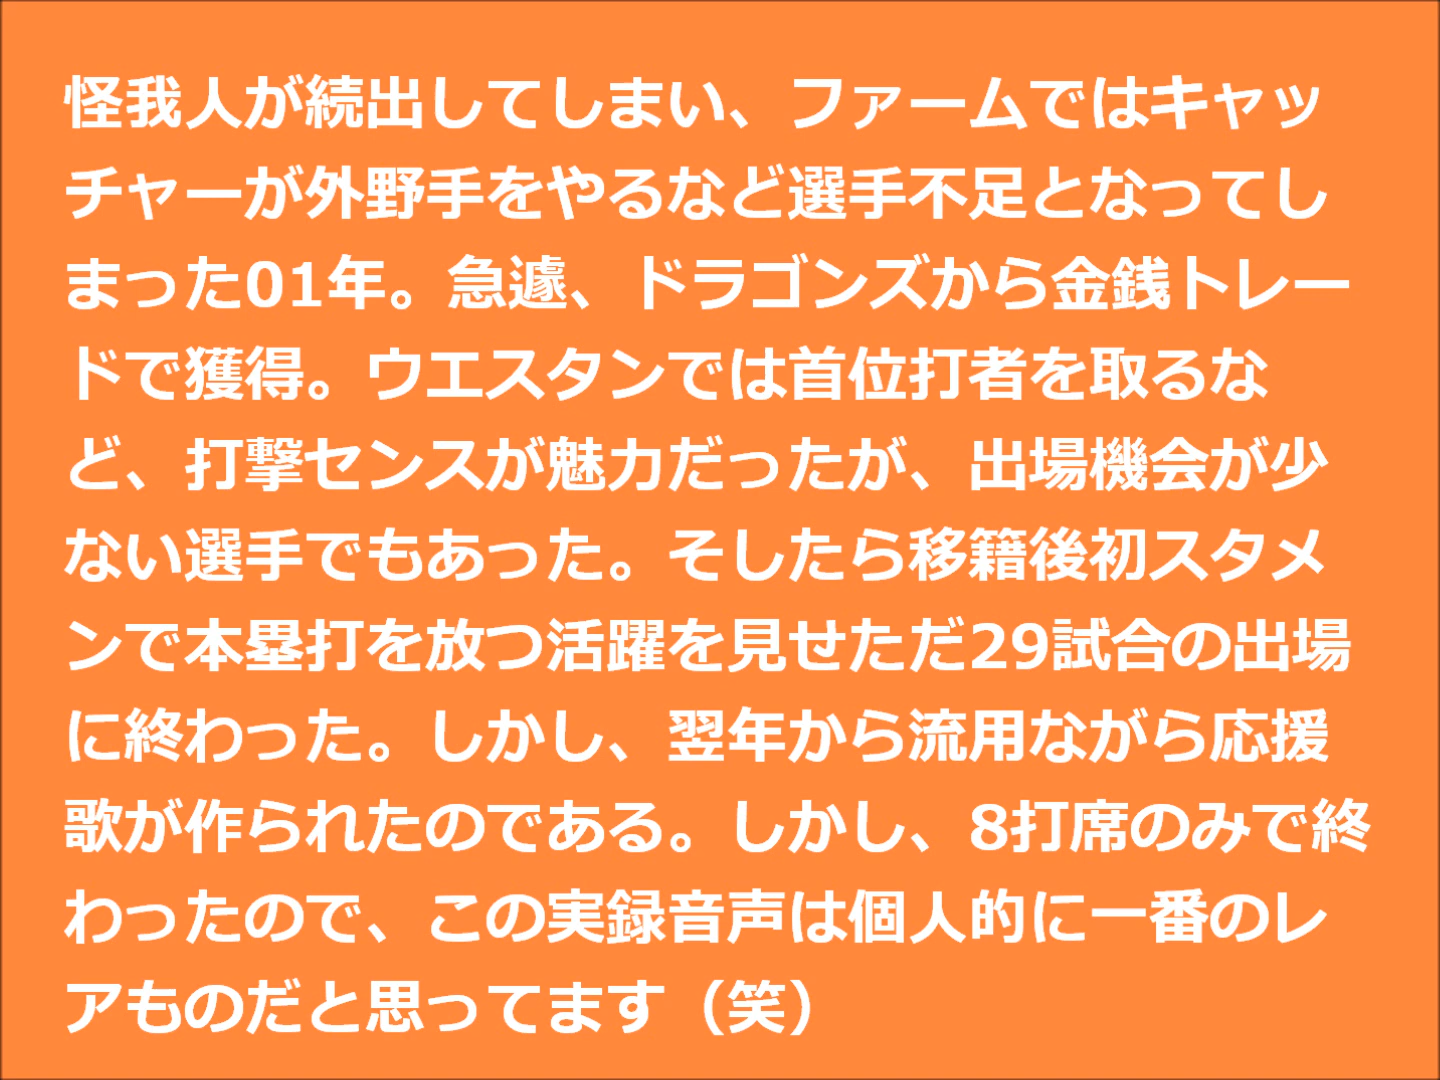 怪我人が続出してしまい、ファームではキャッ
チャーが外野手をやるなど選手不足となってし
まった01年。急遽、ドラゴンズから金銭トレー
ドで獲得。ウエスタンでは首位打者を取るな
ど、打撃センスが魅力だったが、出場機会が少
ない選手でもあった。そしたら移籍後初スタメ
ンで本塁打を放つ活躍を見せただ29試合の出場
に終わった。しかし、翌年から流用ながら応援
歌が作られたのである。しかし、8打席のみで終
わったので、この実録音声は個人的に一番のレ
アものだと思ってます（笑）